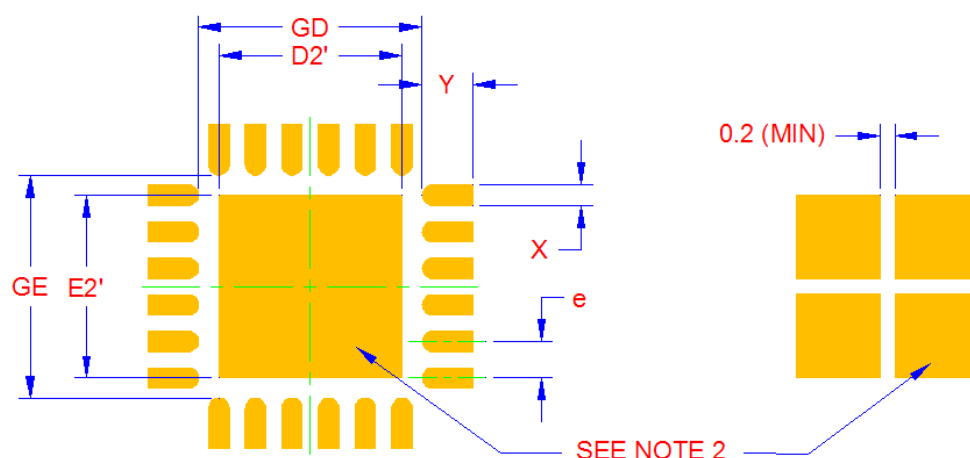 GD
D2'
Y
0.2 (MIN)
X
GE
E2'
e
SEE NOTE 2